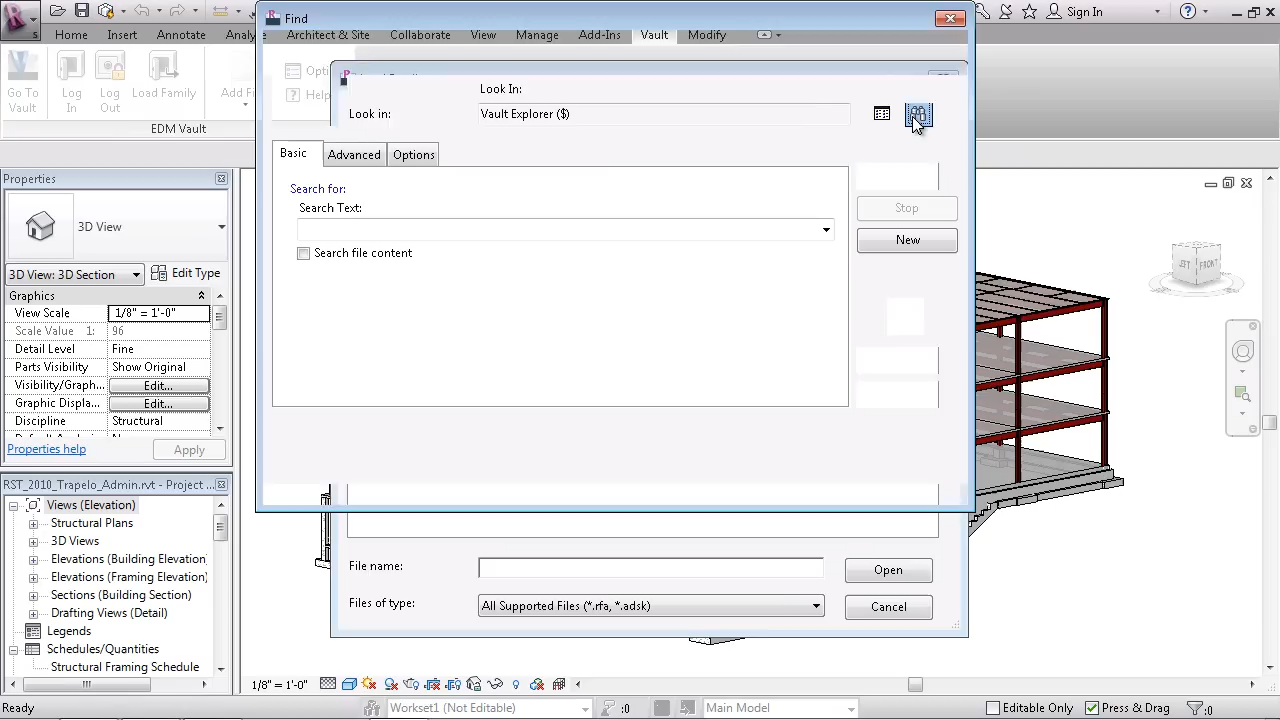 Find
Sign In
Home Insert Annotate Analy
Architect & Site Collaborate View Manage Add-Ins Vault Modify
Go To Vault
Log In
Log Out
Load Family
Add F
Opti
Help
EDM Vault
Look In:
Look in: Vault Explorer ($)
Basic Advanced Options
Search for:
Search Text:
Search file content
Stop
New
File name:
Open
Files of type: All Supported Files (*.rfa, *.adsk)
Cancel
Properties
3D View
3D View: 3D Section Edit Type
Graphics
View Scale 1/8" = 1'-0"
Scale Value 1: 96
Detail Level Fine
Parts Visibility Show Original
Visibility/Graph... Edit...
Graphic Displa... Edit...
Discipline Structural
Properties help Apply
RST_2010_Trapelo_Admin.rvt - Project ...
Views (Elevation)
Structural Plans
3D Views
Elevations (Building Elevation)
Elevations (Framing Elevation)
Sections (Building Section)
Drafting Views (Detail)
Legends
Schedules/Quantities
Structural Framing Schedule
LEFT FRONT
1/8" = 1'-0"
Ready
Workset1 (Not Editable) :0 Main Model Editable Only Press & Drag :0